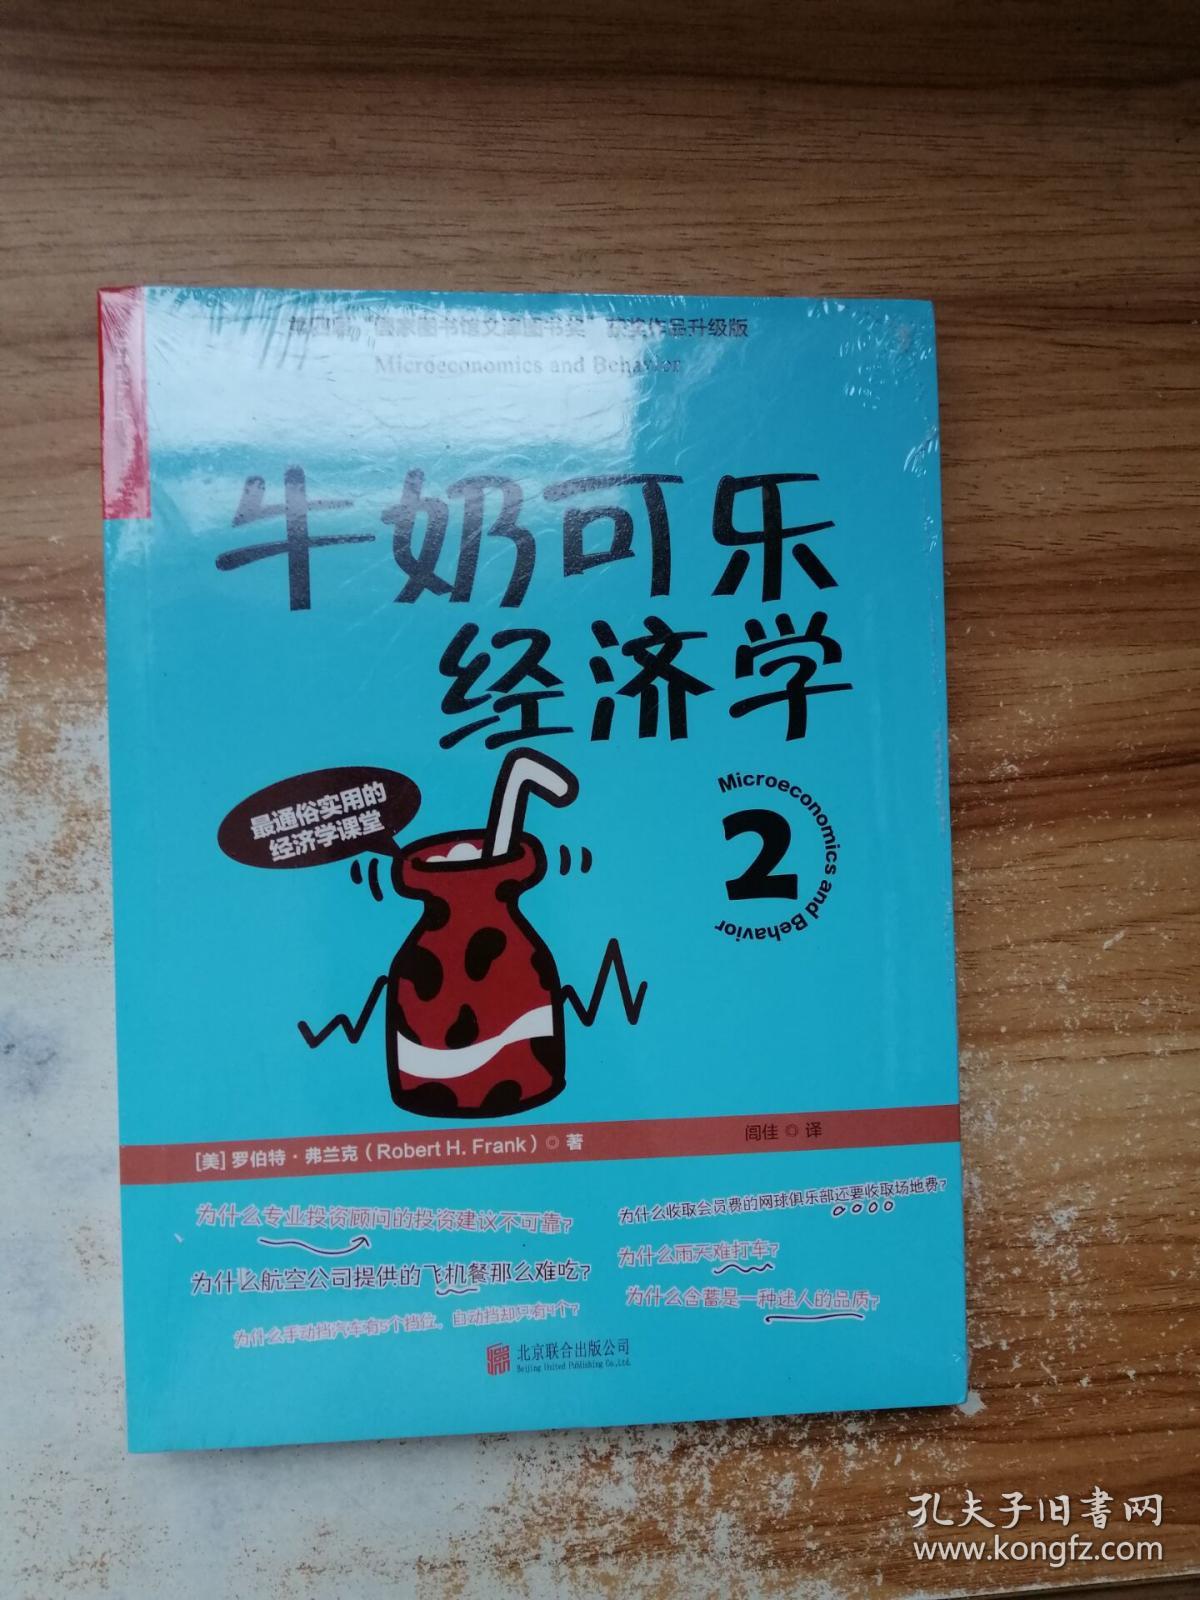 第四届“国家图书馆文津图书奖”获奖作品升级版
Microeconomics and Behavior
牛奶可乐
经济学
最通俗实用的
经济学课堂
2
Microeconomics and Behavior
[美] 罗伯特·弗兰克（Robert H. Frank）◎ 著
闾佳 ◎ 译
为什么专业投资顾问的投资建议不可靠?
为什么收取会员费的网球俱乐部还要收取场地费?
为什么航空公司提供的飞机餐那么难吃?
为什么雨天难打车?
为什么手动挡汽车有5个挡位，自动挡却只有4个?
为什么含蓄是一种迷人的品质?
北京联合出版公司
Beijing United Publishing Co.,Ltd.
孔夫子旧书网
www.kongfz.com